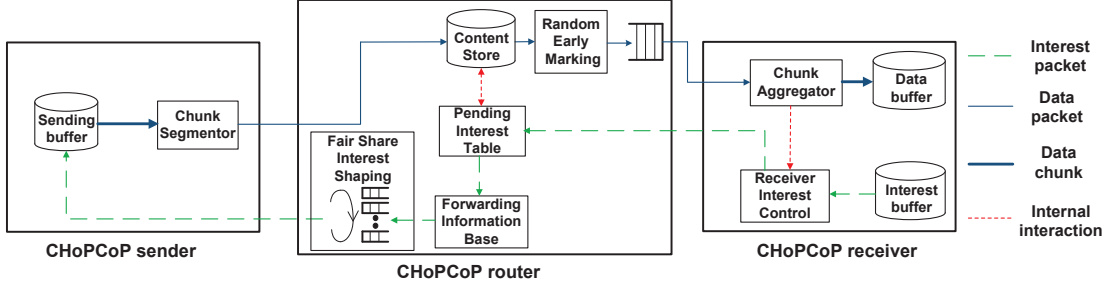 Sending
buffer
Chunk
Segmentor
CHoPCoP sender
Content
Store
Random
Early
Marking
Pending
Interest
Table
Fair Share
Interest
Shaping
Forwarding
Information
Base
CHoPCoP router
Chunk
Aggregator
Data
buffer
Receiver
Interest
Control
Interest
buffer
CHoPCoP receiver
Interest
packet
Data
packet
Data
chunk
Internal
interaction